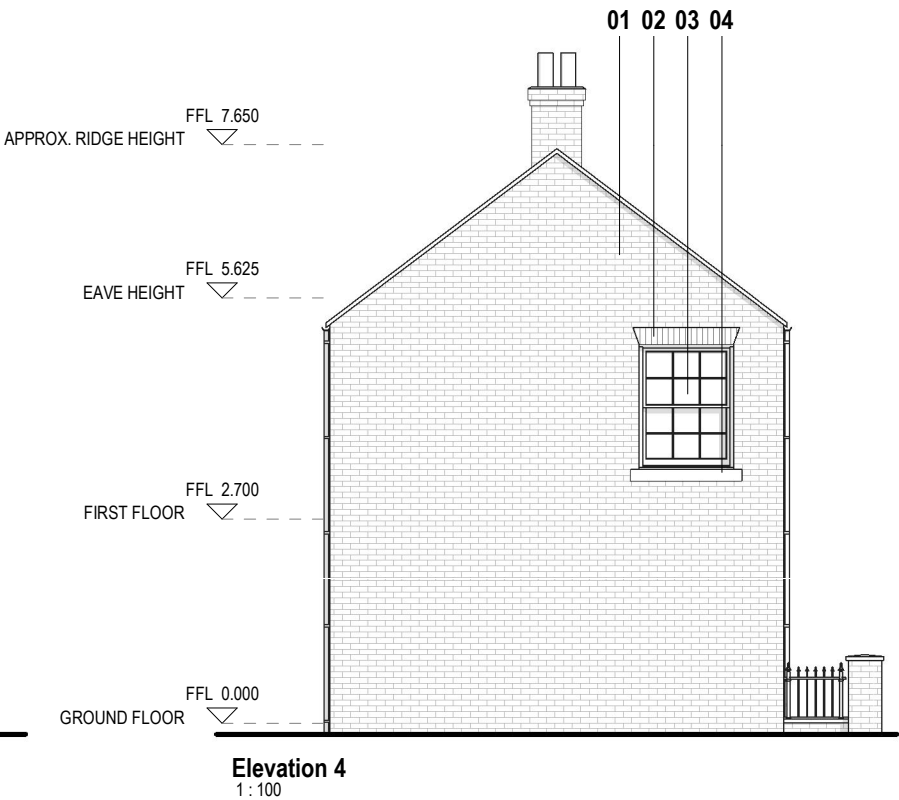 01 02 03 04
FFL 7.650
APPROX. RIDGE HEIGHT
FFL 5.625
EAVE HEIGHT
FFL 2.700
FIRST FLOOR
FFL 0.000
GROUND FLOOR
Elevation 4
1 : 100